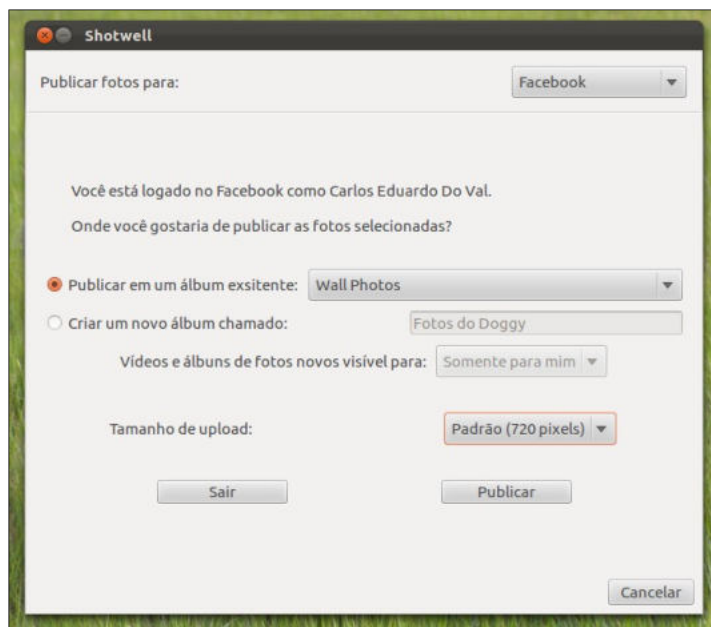 Shotwell
Publicar fotos para: Facebook
Você está logado no Facebook como Carlos Eduardo Do Val.
Onde você gostaria de publicar as fotos selecionadas?
Publicar em um álbum exsitente: Wall Photos
Criar um novo álbum chamado: Fotos do Doggy
Vídeos e álbuns de fotos novos visível para: Somente para mim
Tamanho de upload: Padrão (720 pixels)
Sair Publicar
Cancelar